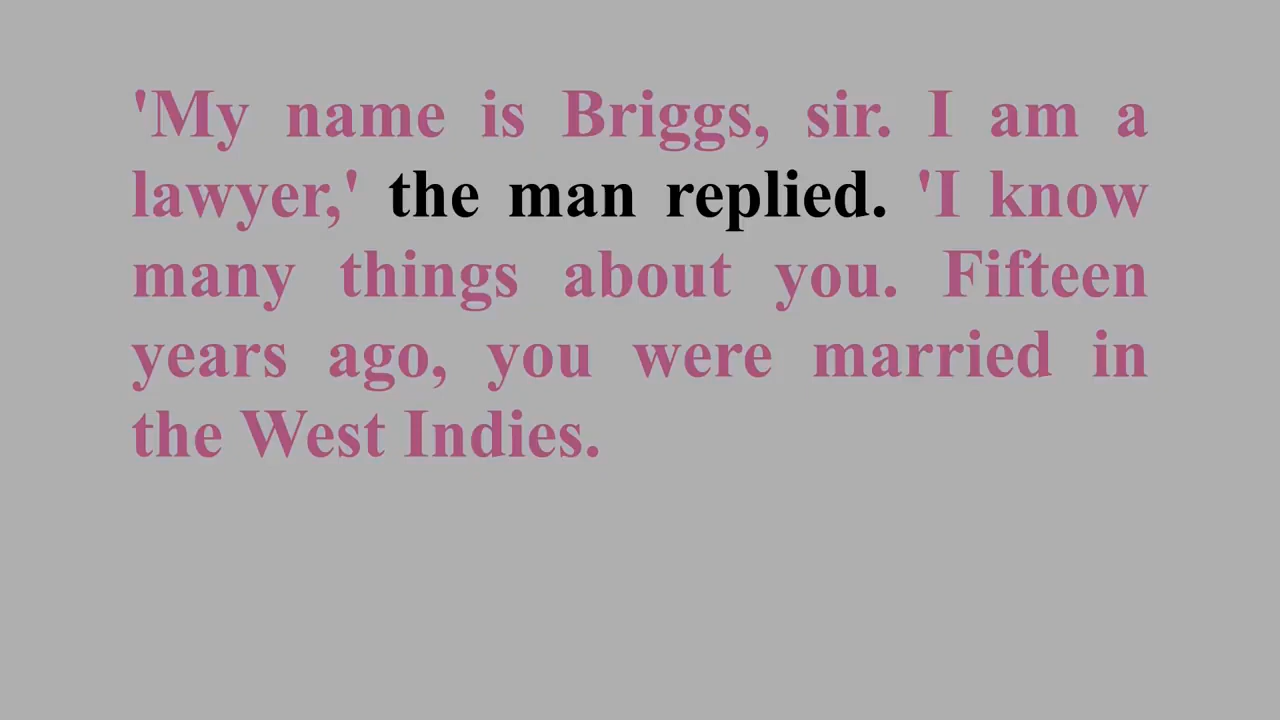 'My name is Briggs, sir. I am a
lawyer,' the man replied. 'I know
many things about you. Fifteen
years ago, you were married in
the West Indies.